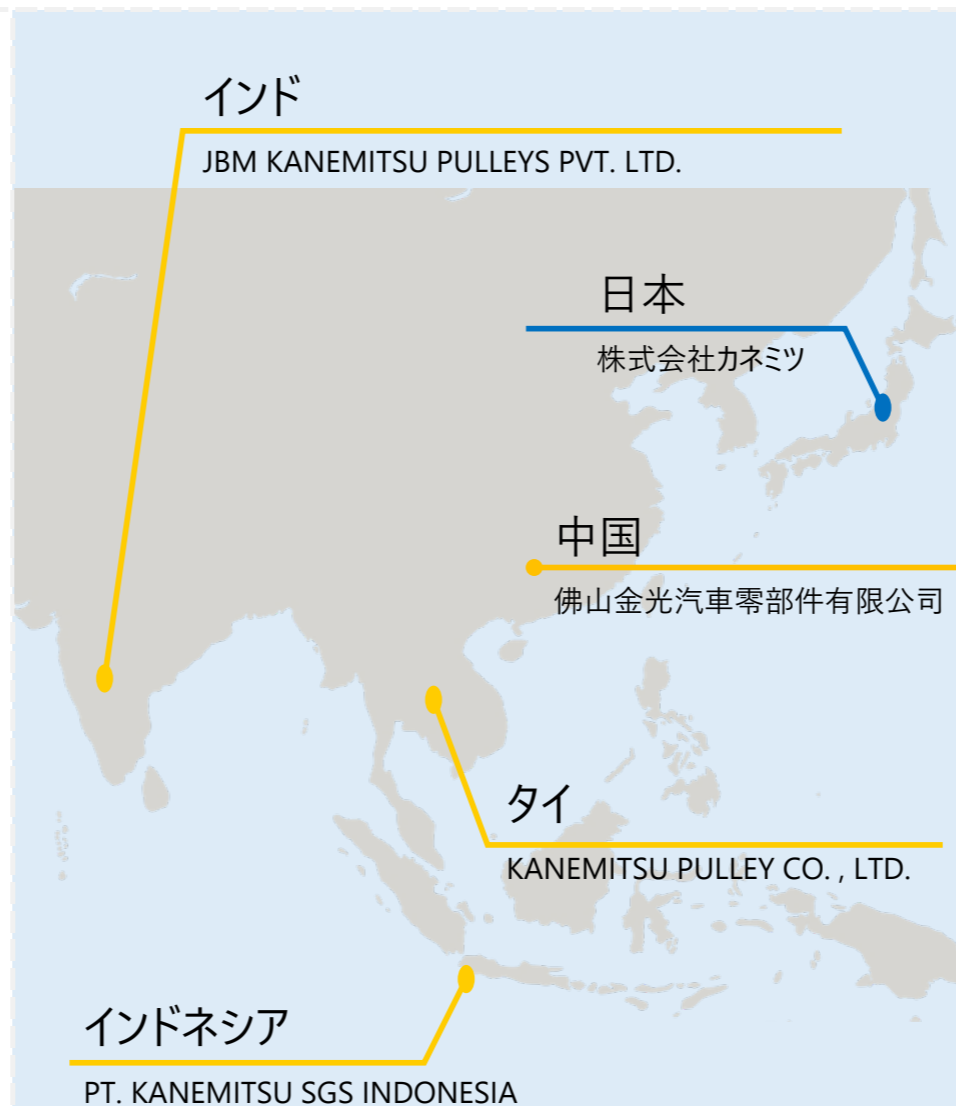 インド
JBM KANEMITSU PULLEYS PVT. LTD.
日本
株式会社カネミツ
中国
佛山金光汽車零部件有限公司
タイ
KANEMITSU PULLEY CO. , LTD.
インドネシア
PT. KANEMITSU SGS INDONESIA